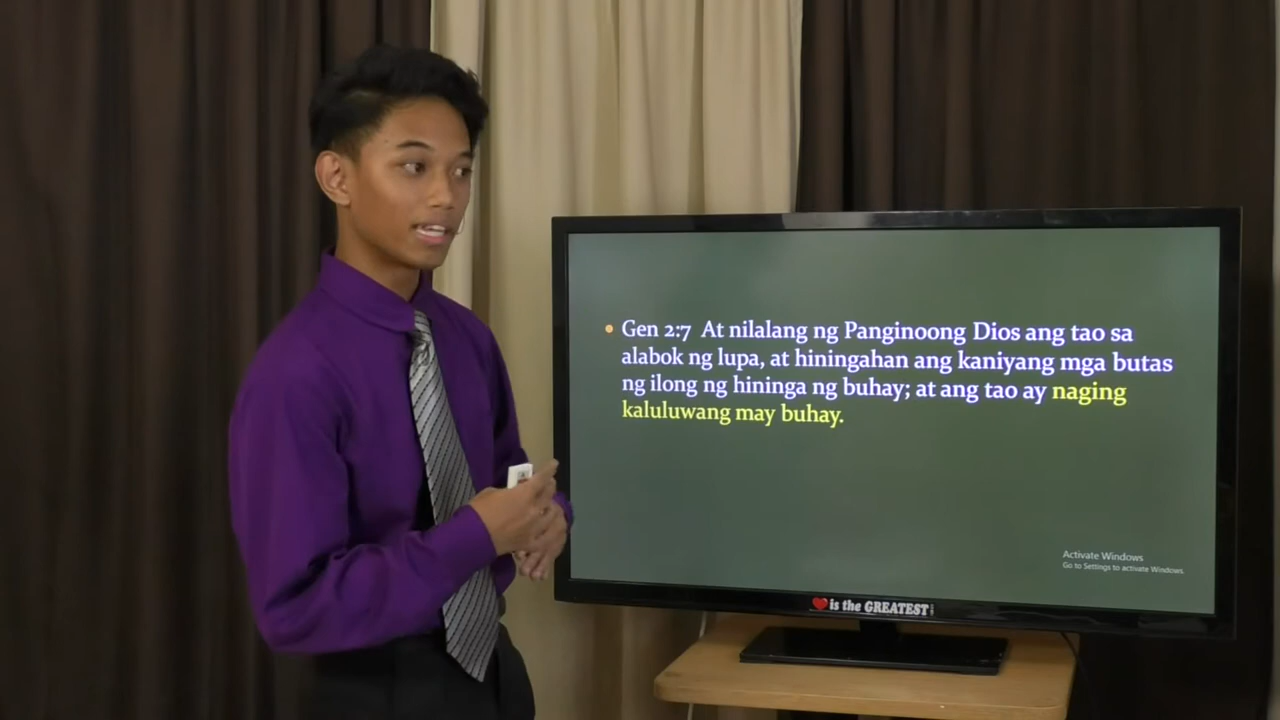 Gen 2:7 At nilalang ng Panginoong Dios ang tao sa
alabok ng lupa, at hiningahan ang kaniyang mga butas
ng ilong ng hininga ng buhay; at ang tao ay naging
kaluluwang may buhay.
Activate Windows
Go to Settings to activate Windows.
is the GREATEST!